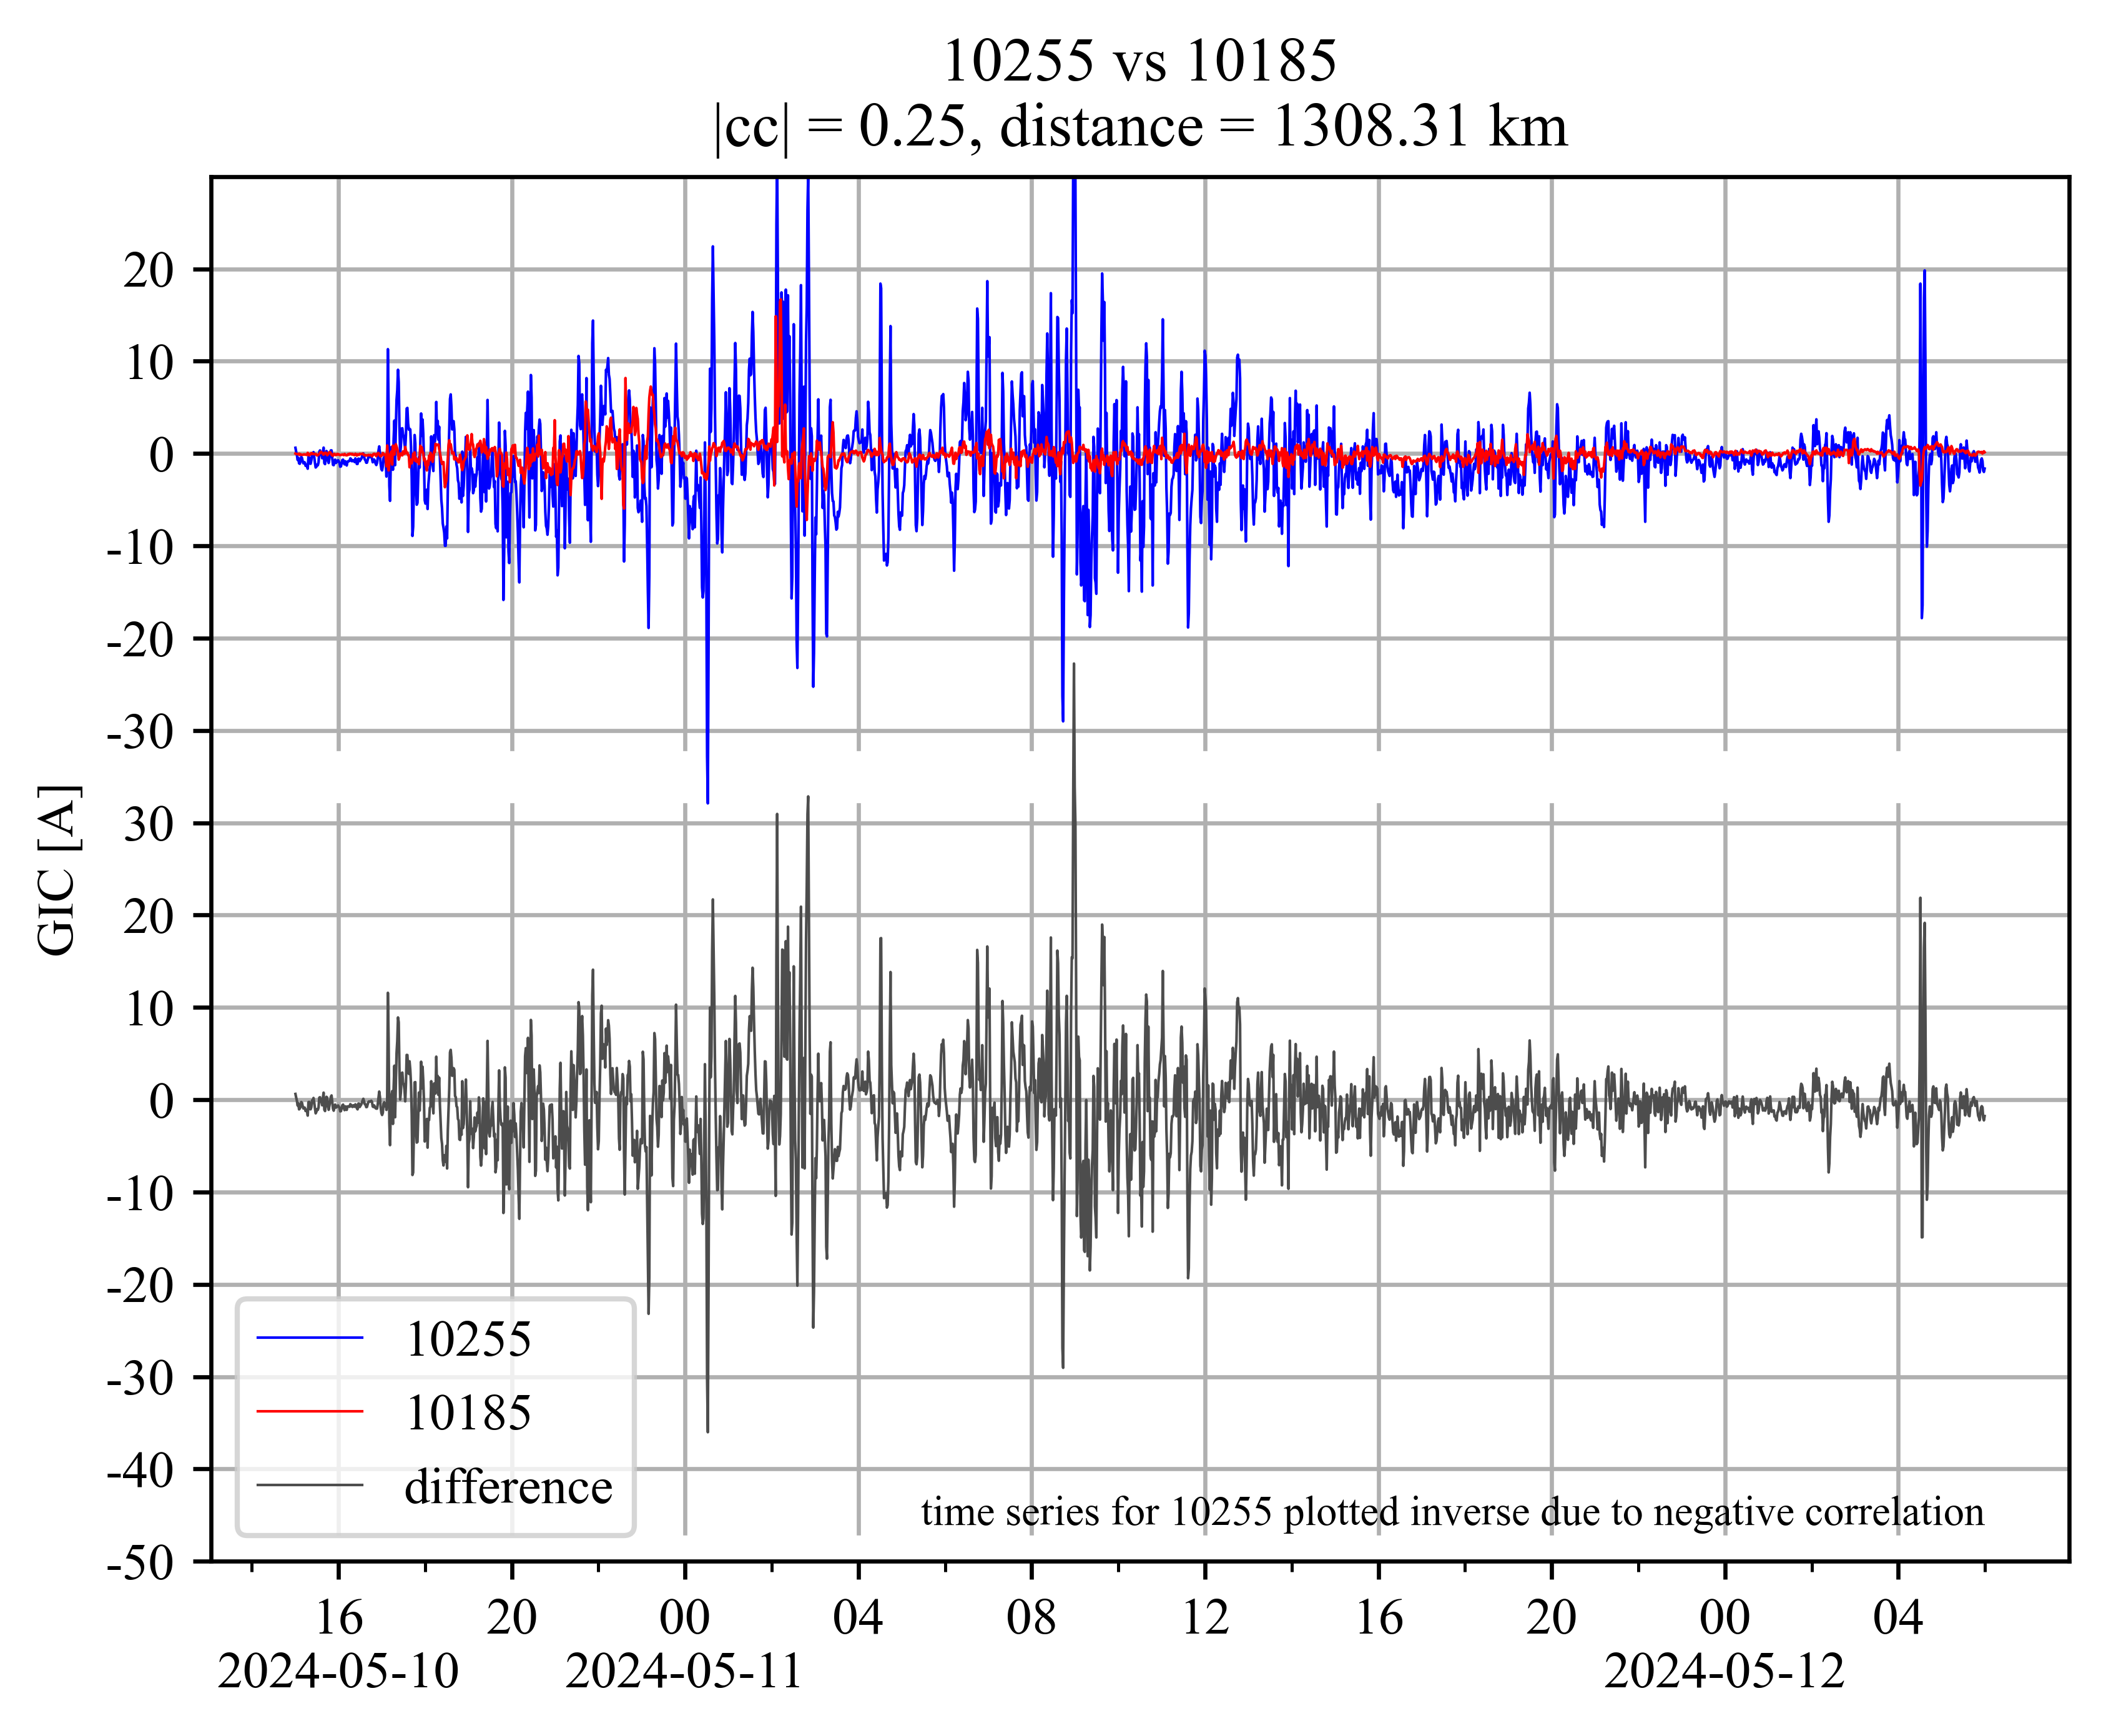 10255 vs 10185
|cc| = 0.25, distance = 1308.31 km
20
10
0
-10
-20
-30
30
20
10
0
-10
-20
-30
-40
-50
GIC [A]
10255
10185
difference
time series for 10255 plotted inverse due to negative correlation
16 20 00 04 08 12 16 20 00 04
2024-05-10 2024-05-11 2024-05-12